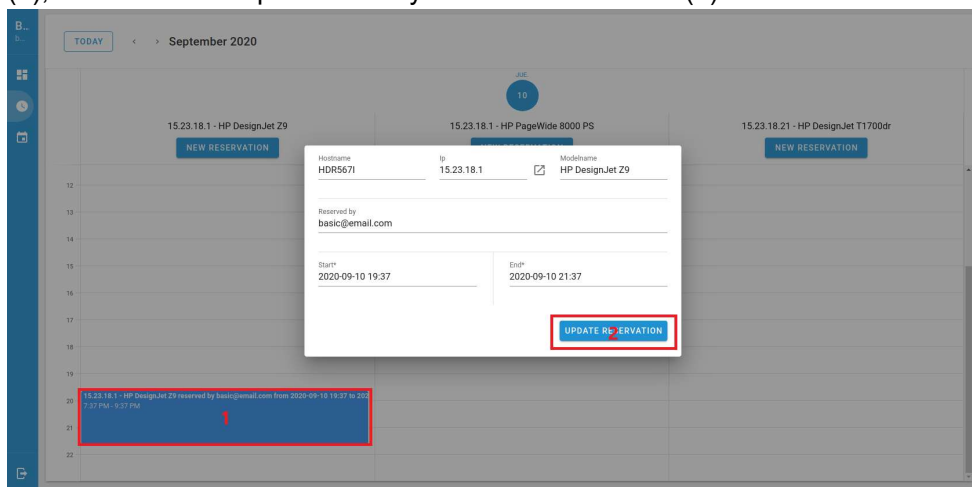 B...
b...
TODAY < > September 2020
JUE.
10
15.23.18.1 - HP DesignJet Z9
15.23.18.1 - HP PageWide 8000 PS
15.23.18.21 - HP DesignJet T1700dr
NEW RESERVATION
NEW RESERVATION
Hostname
HDR567I
Ip
15.23.18.1
Modelname
HP DesignJet Z9
Reserved by
basic@email.com
Start*
2020-09-10 19:37
End*
2020-09-10 21:37
UPDATE RESERVATION
2
12
13
14
15
16
17
18
19
20
21
22
15.23.18.1 - HP DesignJet Z9 reserved by basic@email.com from 2020-09-10 19:37 to 202
7:37 PM - 9:37 PM
1